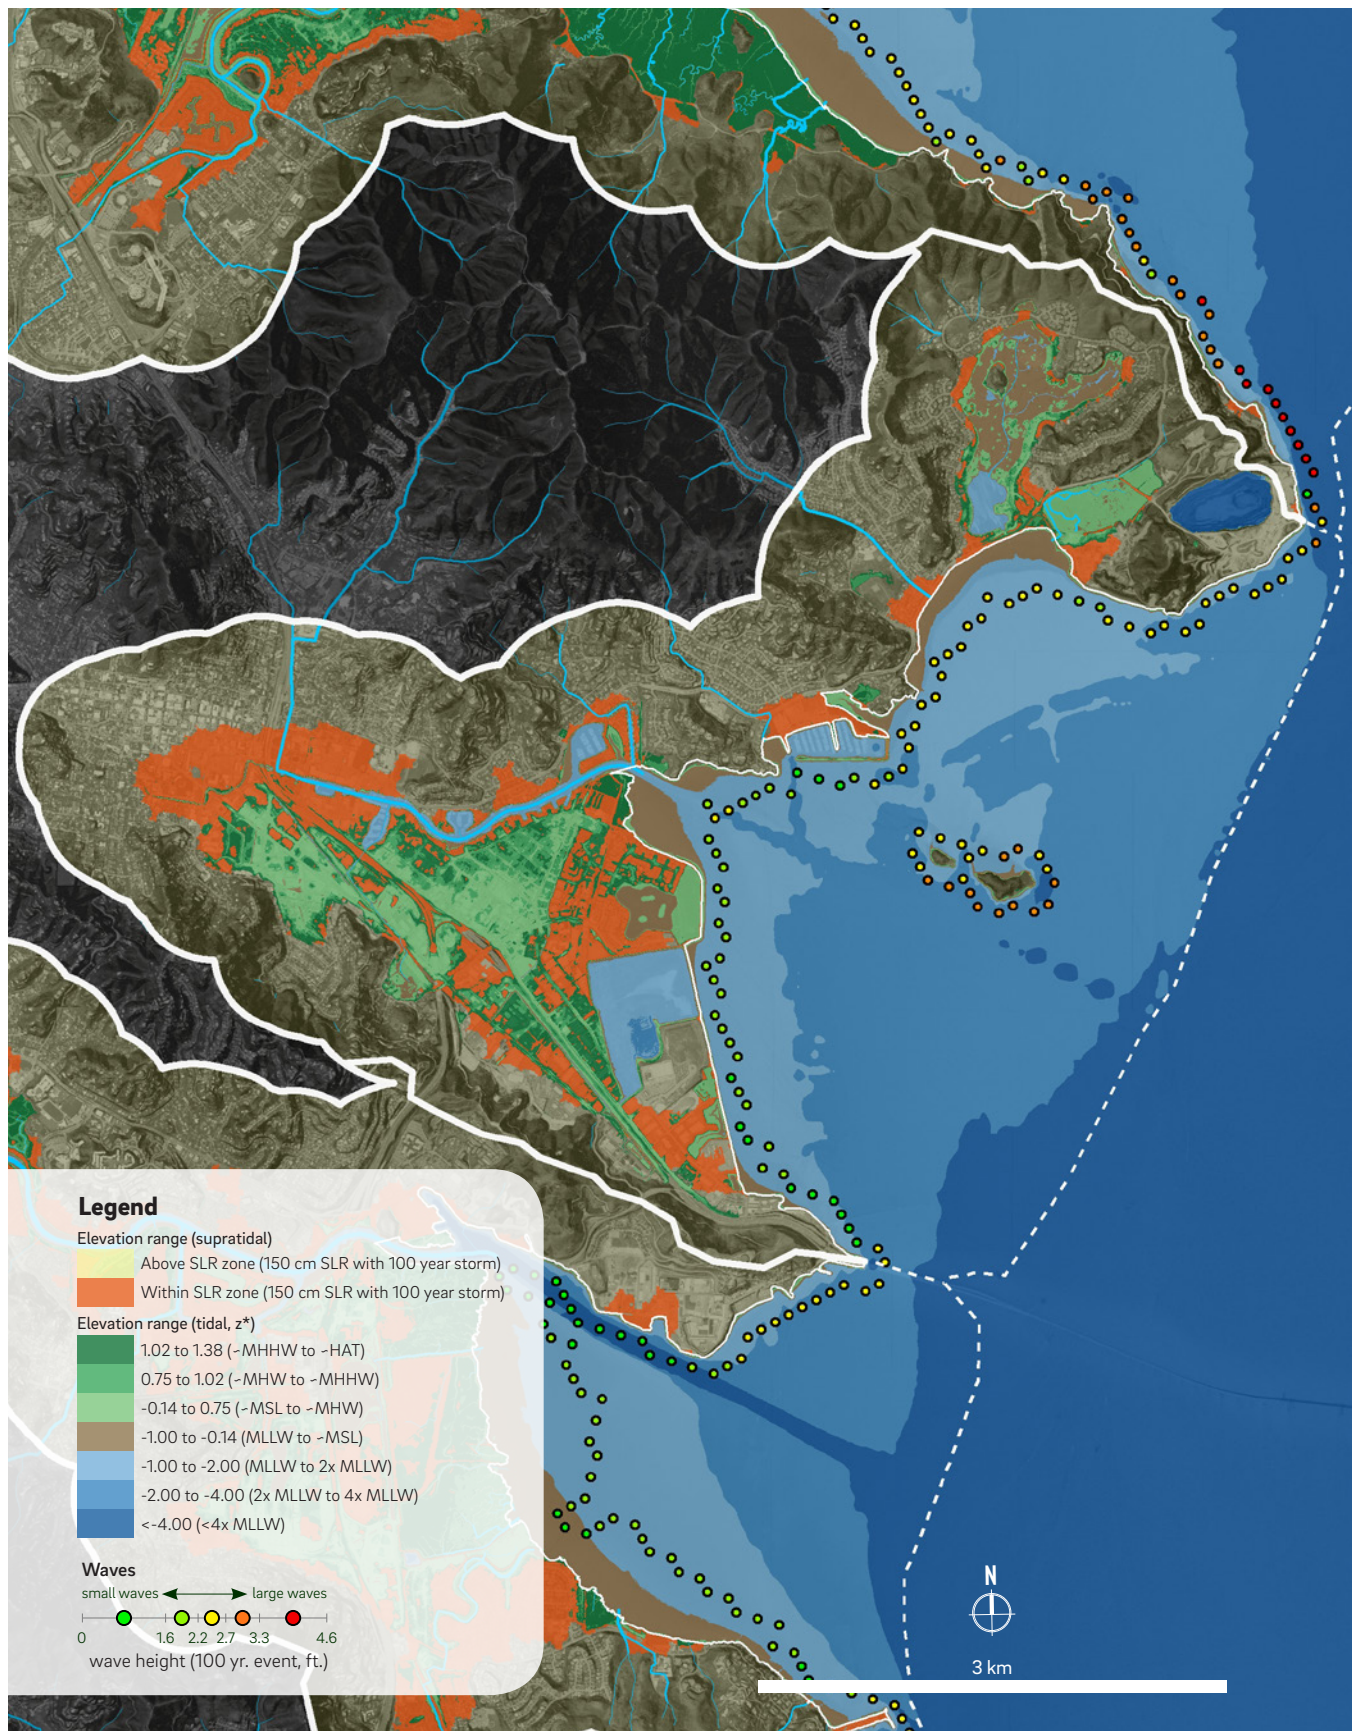 Legend
Elevation range (supratidal)
Above SLR zone (150 cm SLR with 100 year storm)
Within SLR zone (150 cm SLR with 100 year storm)
Elevation range (tidal, z*)
1.02 to 1.38 (~MHHW to ~HAT)
0.75 to 1.02 (~MHW to ~MHHW)
-0.14 to 0.75 (~MSL to ~MHW)
-1.00 to -0.14 (MLLW to ~MSL)
-1.00 to -2.00 (MLLW to 2x MLLW)
-2.00 to -4.00 (2x MLLW to 4x MLLW)
<-4.00 (<4x MLLW)
Waves
small waves large waves
0 1.6 2.2 2.7 3.3 4.6
wave height (100 yr. event, ft.)
N
3 km